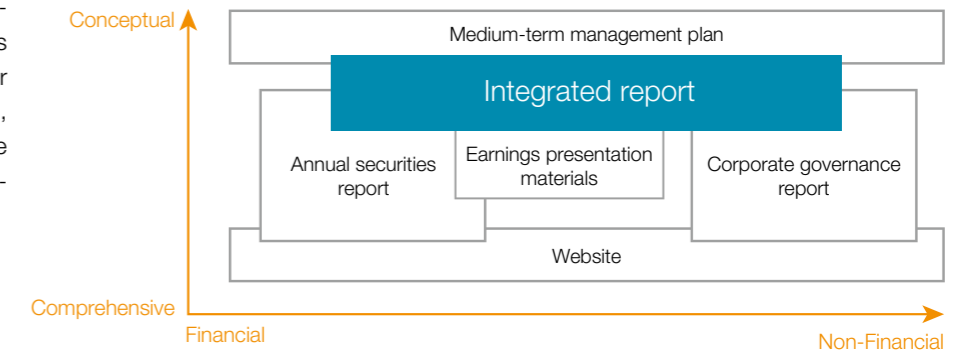 Conceptual
Medium-term management plan
Integrated report
Annual securities
report
Earnings presentation
materials
Corporate governance
report
Website
Comprehensive
Financial
Non-Financial